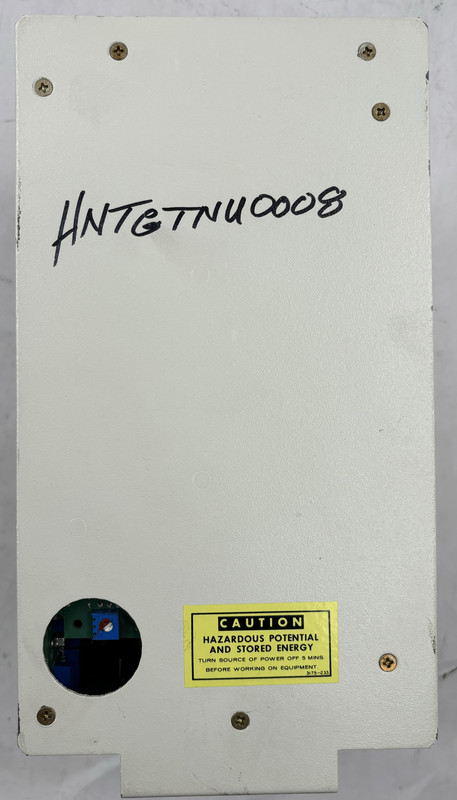 HNTGTNU0008
CAUTION
HAZARDOUS POTENTIAL
AND STORED ENERGY
TURN SOURCE OF POWER OFF 5 MINS.
BEFORE WORKING ON EQUIPMENT.